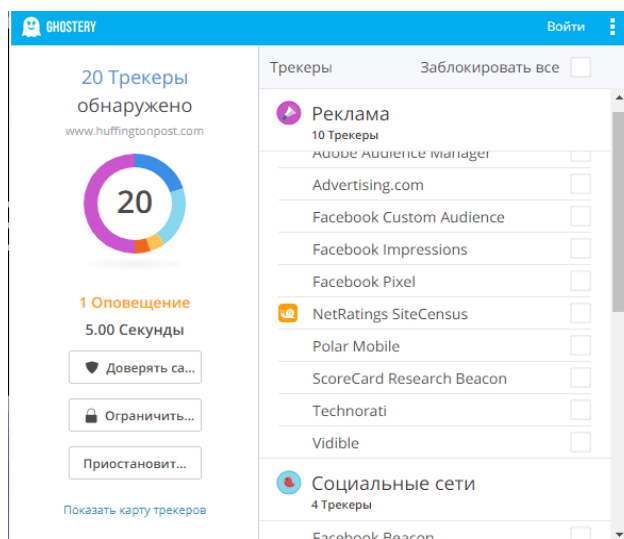 GHOSTERY
Войти
20 Трекеры
обнаружено
www.huffingtonpost.com
20
1 Оповещение
5.00 Секунды
Доверять са...
Ограничить...
Приостановит...
Показать карту трекеров
Трекеры
Заблокировать все
Реклама
10 Трекеры
Adobe Audience Manager
Advertising.com
Facebook Custom Audience
Facebook Impressions
Facebook Pixel
NetRatings SiteCensus
Polar Mobile
ScoreCard Research Beacon
Technorati
Vidible
Социальные сети
4 Трекеры
Facebook Beacon